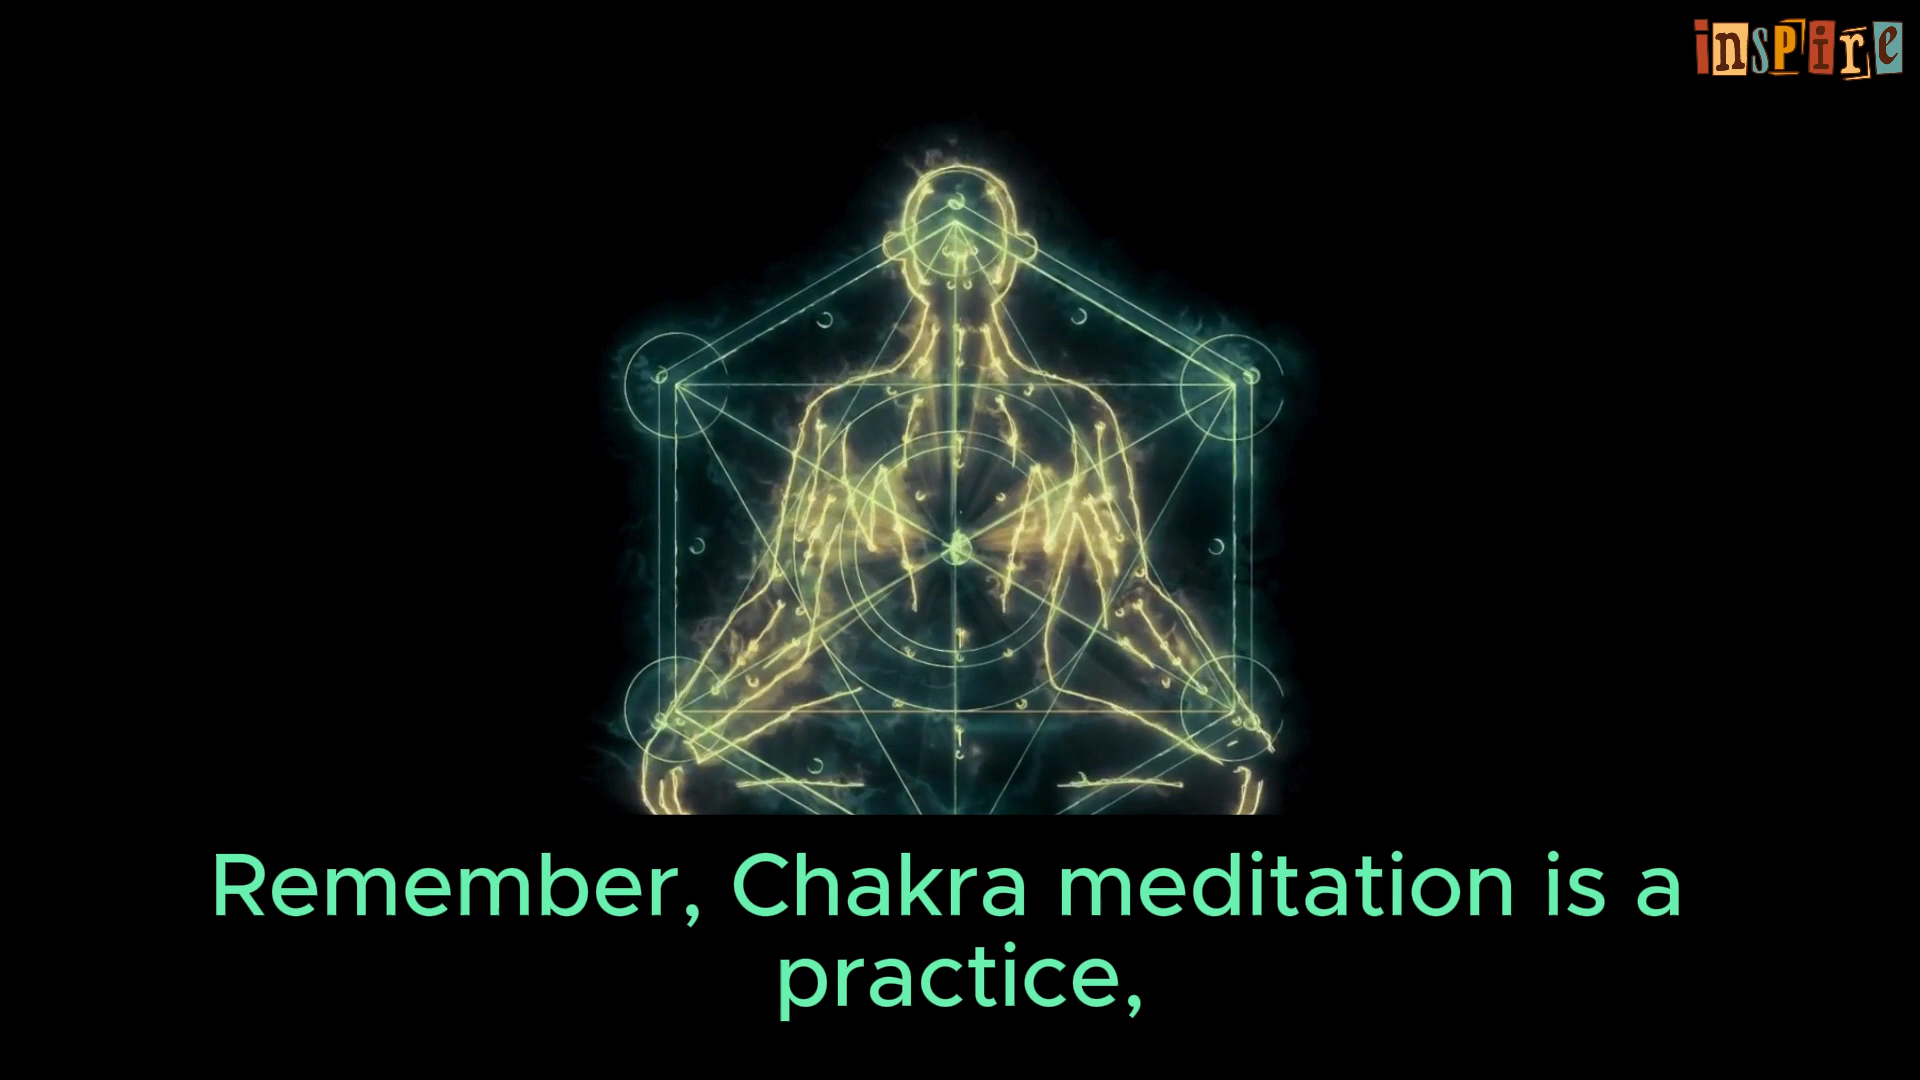 inspire
Remember, Chakra meditation is a
practice,